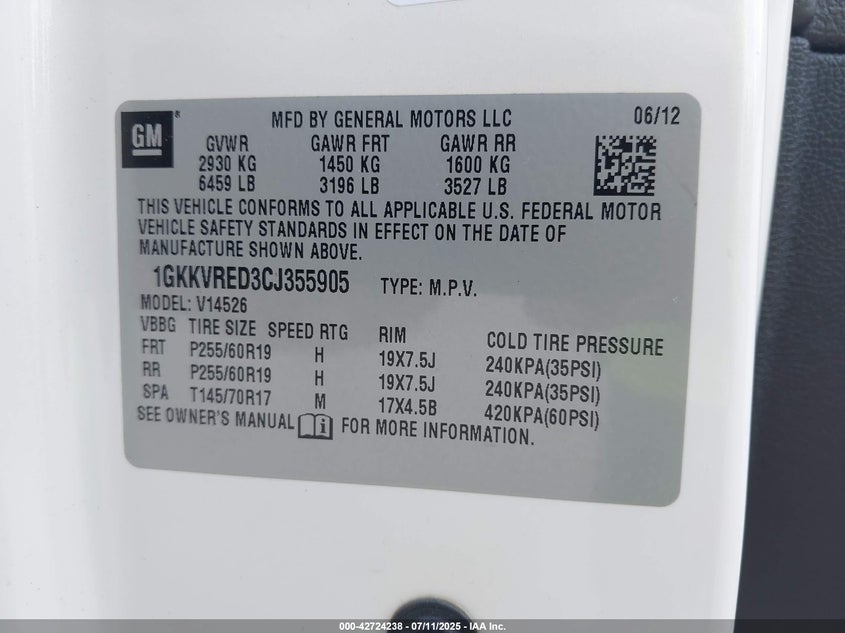 GM
MFD BY GENERAL MOTORS LLC 06/12
GVWR GAWR FRT GAWR RR
2930 KG 1450 KG 1600 KG
6459 LB 3196 LB 3527 LB
THIS VEHICLE CONFORMS TO ALL APPLICABLE U.S. FEDERAL MOTOR
VEHICLE SAFETY STANDARDS IN EFFECT ON THE DATE OF
MANUFACTURE SHOWN ABOVE.
1GKKVRED3CJ355905 TYPE: M.P.V.
MODEL: V14526
VBBG TIRE SIZE SPEED RTG RIM COLD TIRE PRESSURE
FRT P255/60R19 H 19X7.5J 240KPA(35PSI)
RR P255/60R19 H 19X7.5J 240KPA(35PSI)
SPA T145/70R17 M 17X4.5B 420KPA(60PSI)
SEE OWNER'S MANUAL FOR MORE INFORMATION.
000-42724238 - 07/11/2025 - IAA Inc.